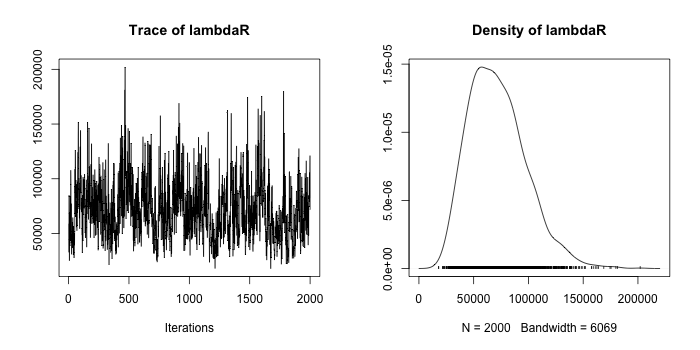 Trace of lambdaR
200000
150000
100000
50000
0 500 1000 1500 2000
Iterations
Density of lambdaR
1.5e-05
1.0e-05
5.0e-06
0.0e+00
0 50000 100000 150000 200000
N = 2000 Bandwidth = 6069